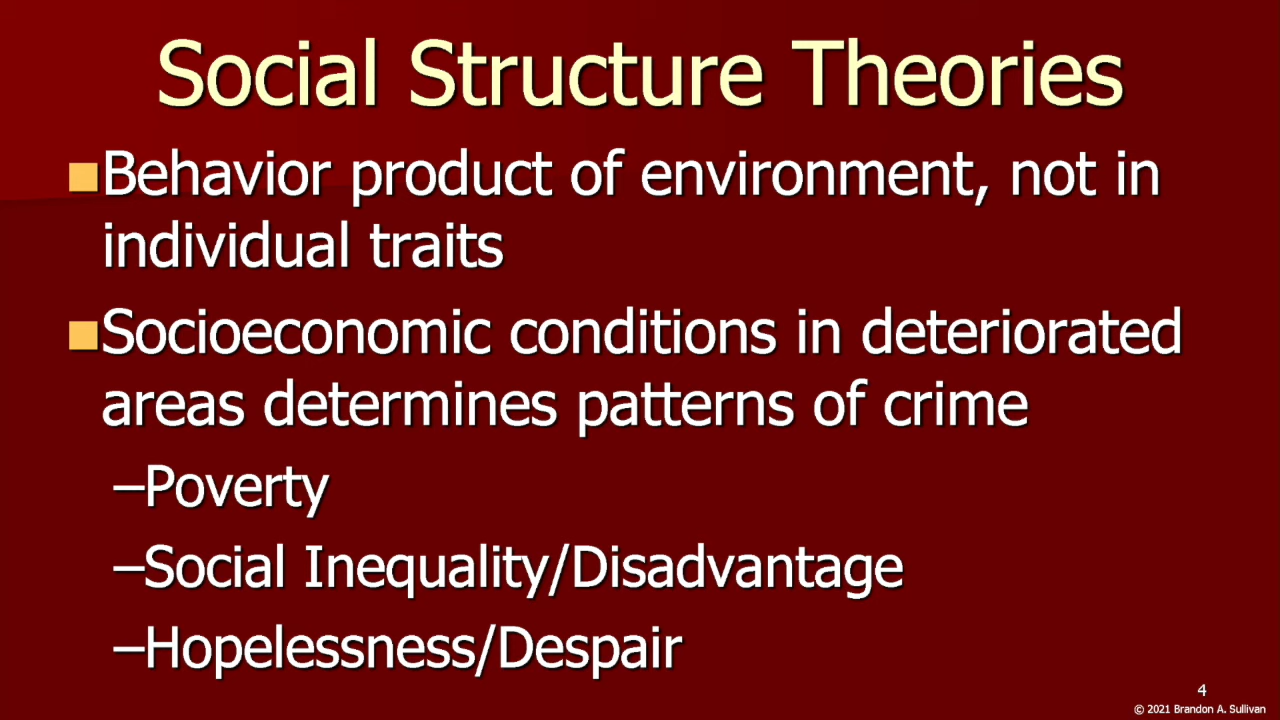 Social Structure Theories
Behavior product of environment, not in
individual traits
Socioeconomic conditions in deteriorated
areas determines patterns of crime
–Poverty
–Social Inequality/Disadvantage
–Hopelessness/Despair
4
© 2021 Brandon A. Sullivan